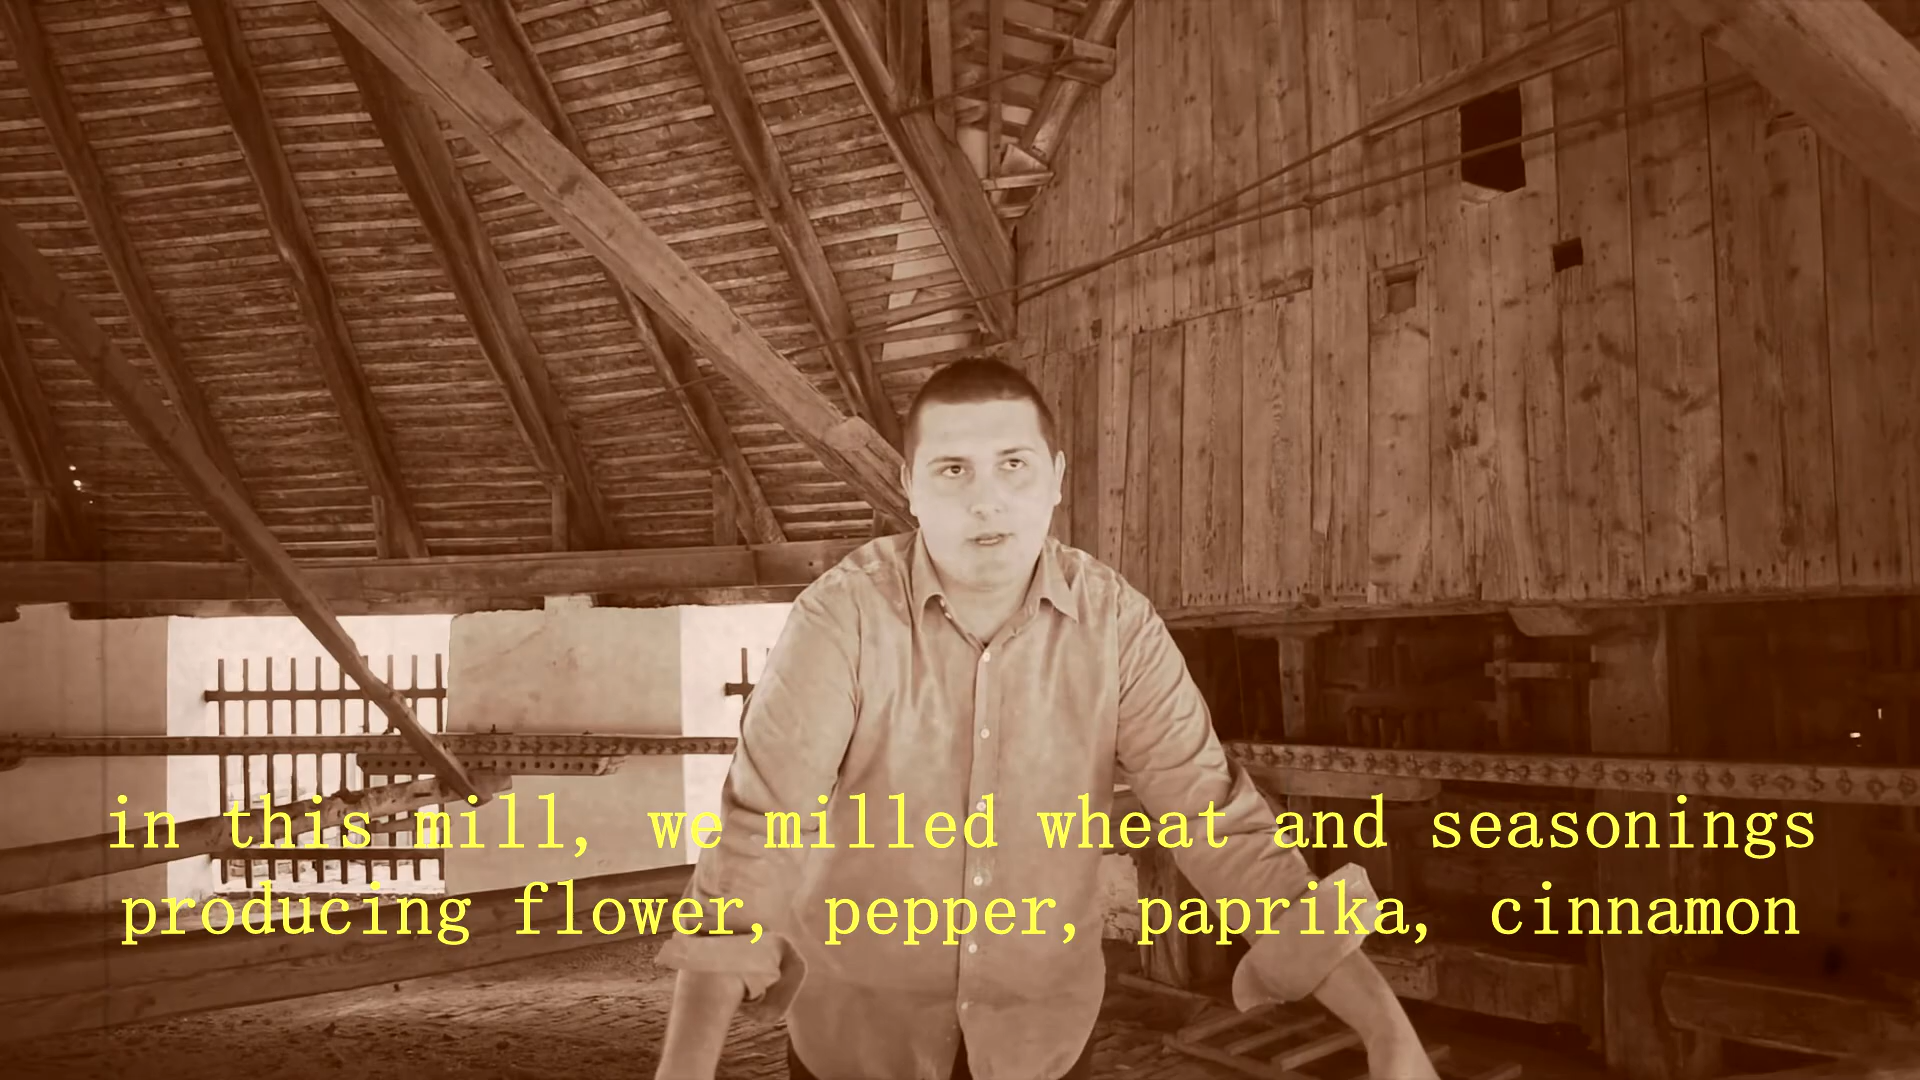 in this mill, we milled wheat and seasonings
producing flower, pepper, paprika, cinnamon